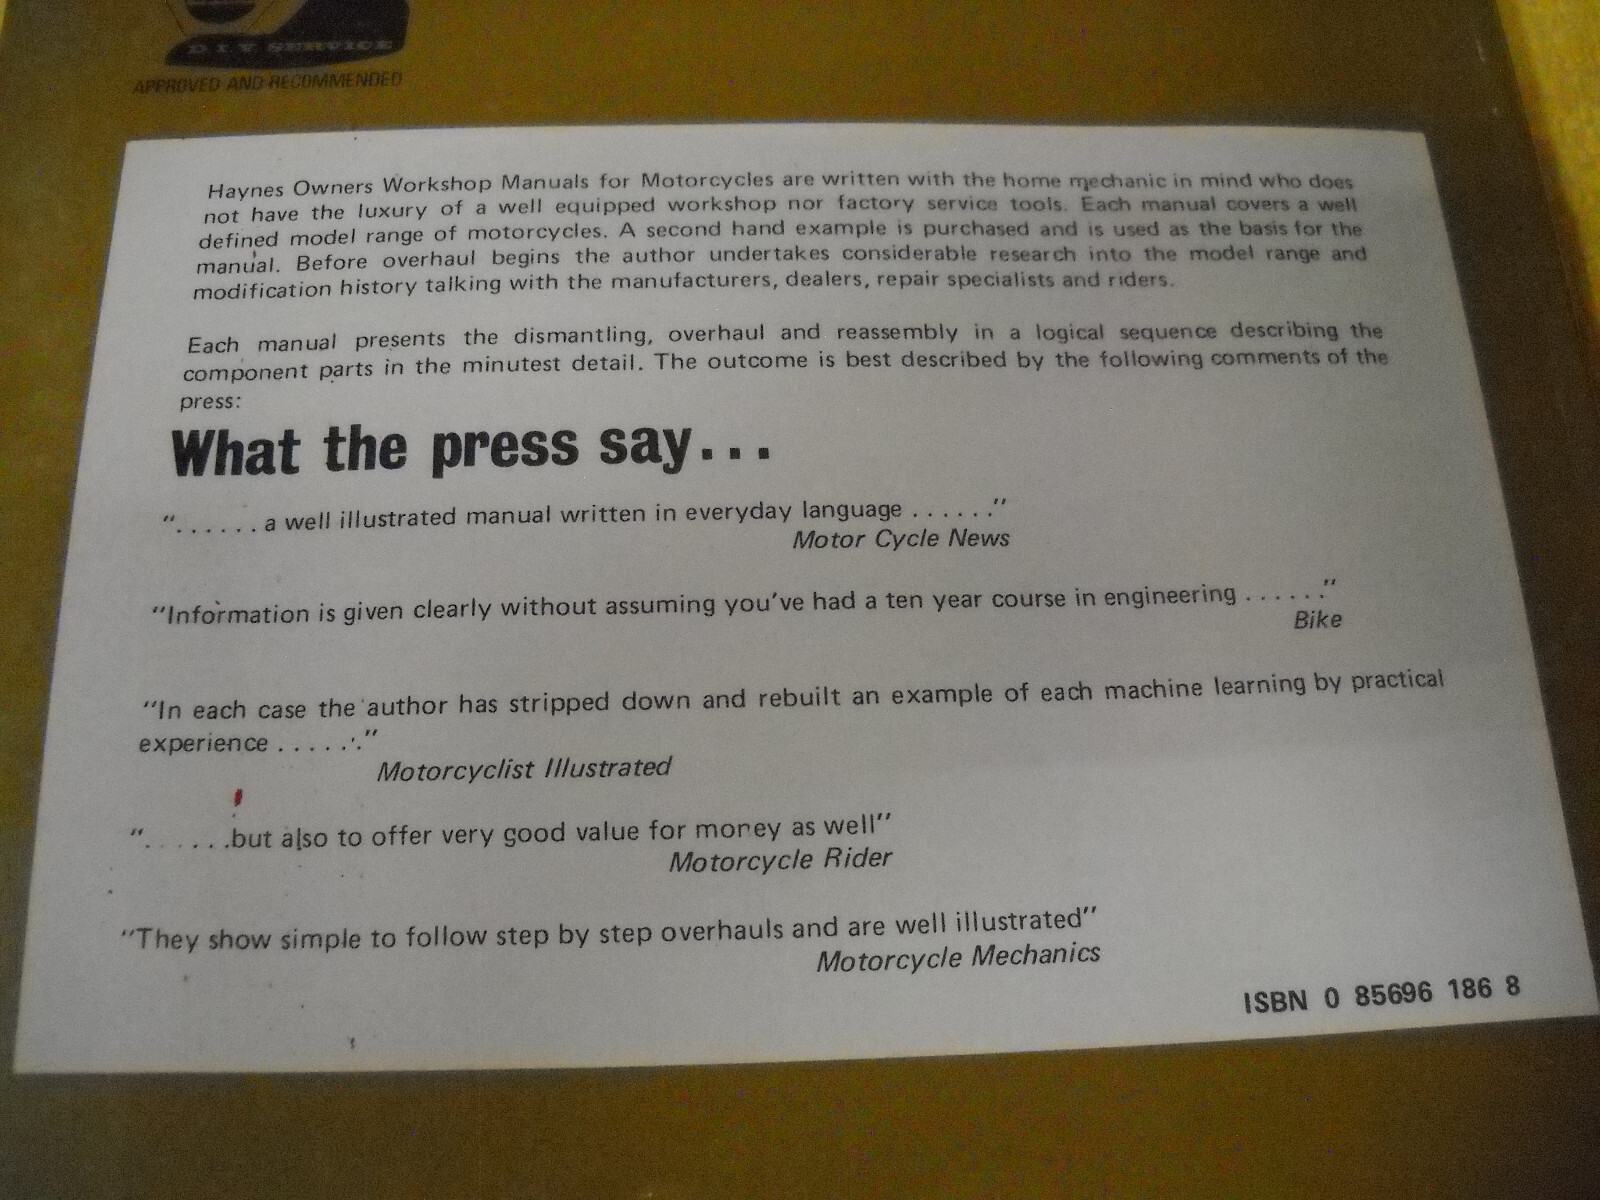 D.I.Y. SERVICE
APPROVED AND RECOMMENDED
Haynes Owners Workshop Manuals for Motorcycles are written with the home mechanic in mind who does
not have the luxury of a well equipped workshop nor factory service tools. Each manual covers a well
defined model range of motorcycles. A second hand example is purchased and is used as the basis for the
manual. Before overhaul begins the author undertakes considerable research into the model range and
modification history talking with the manufacturers, dealers, repair specialists and riders.
Each manual presents the dismantling, overhaul and reassembly in a logical sequence describing the
component parts in the minutest detail. The outcome is best described by the following comments of the
press:
What the press say...
"...... a well illustrated manual written in everyday language ......"
Motor Cycle News
"Information is given clearly without assuming you've had a ten year course in engineering ......"
Bike
"In each case the author has stripped down and rebuilt an example of each machine learning by practical
experience ......"
Motorcyclist Illustrated
"......but also to offer very good value for money as well"
Motorcycle Rider
"They show simple to follow step by step overhauls and are well illustrated"
Motorcycle Mechanics
ISBN 0 85696 186 8